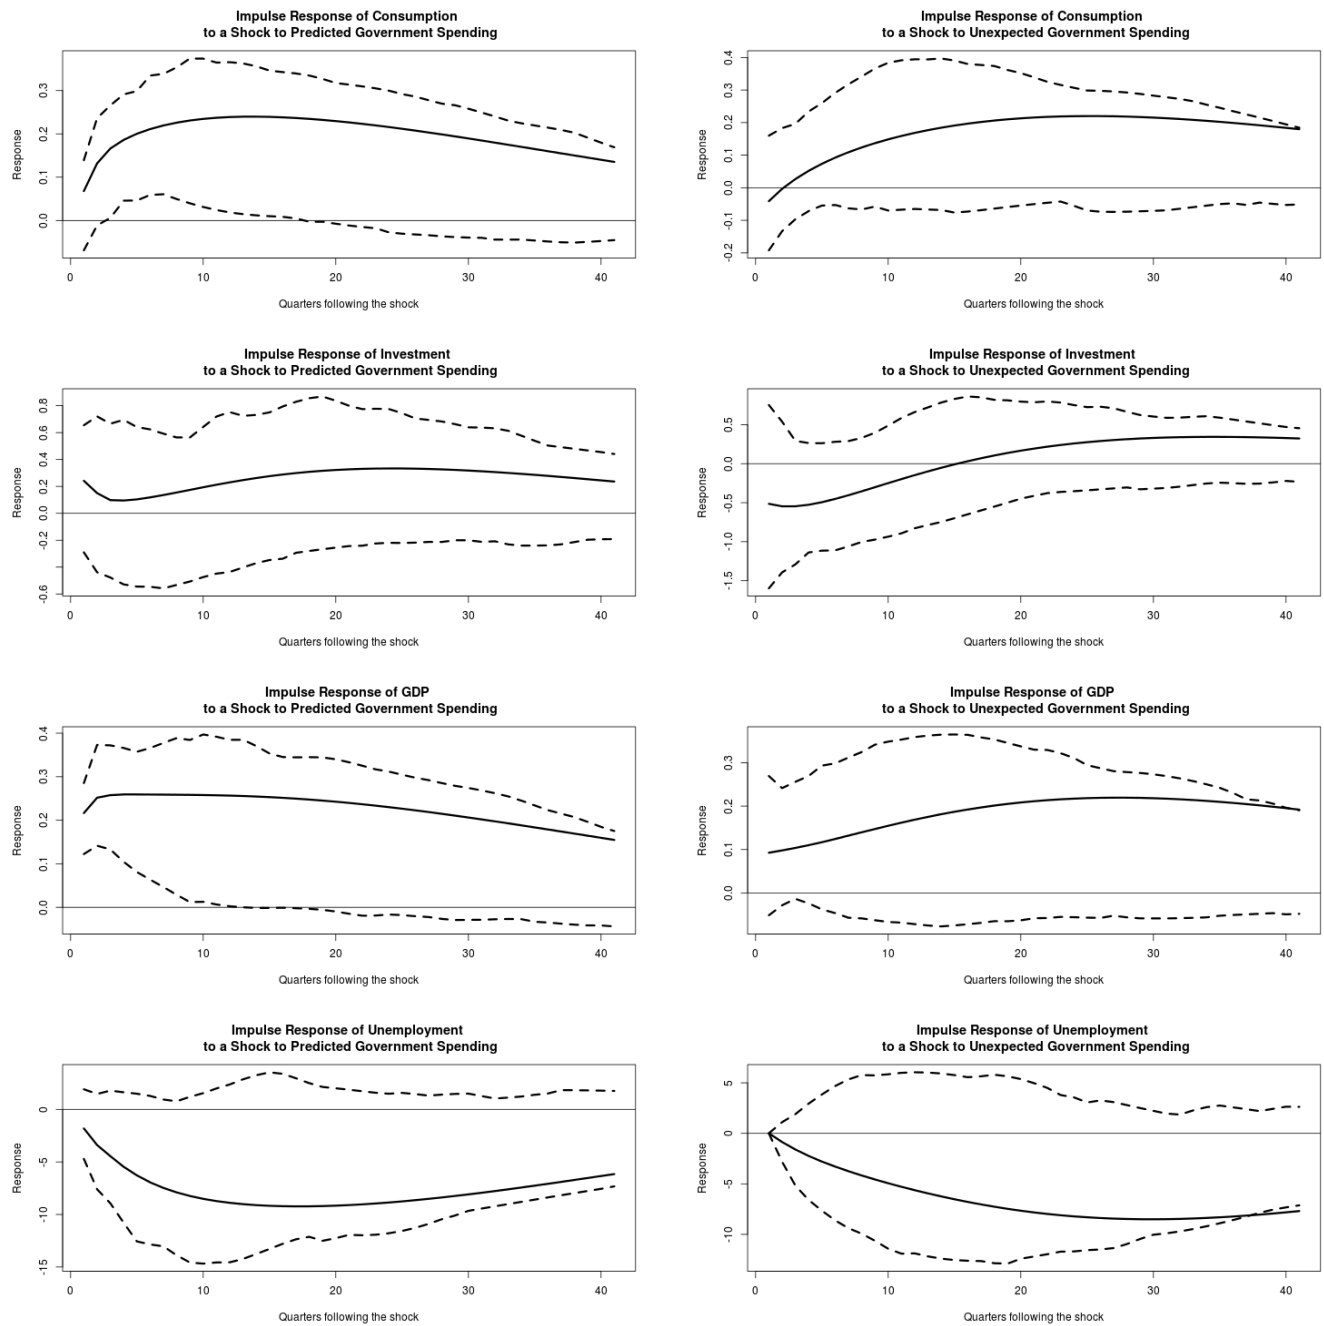 Impulse Response of Consumption
to a Shock to Predicted Government Spending
Response
0.0 0.1 0.2 0.3
0 10 20 30 40
Quarters following the shock
Impulse Response of Consumption
to a Shock to Unexpected Government Spending
Response
-0.2 -0.1 0.0 0.1 0.2 0.3 0.4
0 10 20 30 40
Quarters following the shock
Impulse Response of Investment
to a Shock to Predicted Government Spending
Response
-0.6 -0.2 0.0 0.2 0.4 0.6 0.8
0 10 20 30 40
Quarters following the shock
Impulse Response of Investment
to a Shock to Unexpected Government Spending
Response
-1.5 -1.0 -0.5 0.0 0.5
0 10 20 30 40
Quarters following the shock
Impulse Response of GDP
to a Shock to Predicted Government Spending
Response
0.0 0.1 0.2 0.3 0.4
0 10 20 30 40
Quarters following the shock
Impulse Response of GDP
to a Shock to Unexpected Government Spending
Response
0.0 0.1 0.2 0.3
0 10 20 30 40
Quarters following the shock
Impulse Response of Unemployment
to a Shock to Predicted Government Spending
Response
-15 -10 -5 0
0 10 20 30 40
Quarters following the shock
Impulse Response of Unemployment
to a Shock to Unexpected Government Spending
Response
-10 -5 0 5
0 10 20 30 40
Quarters following the shock